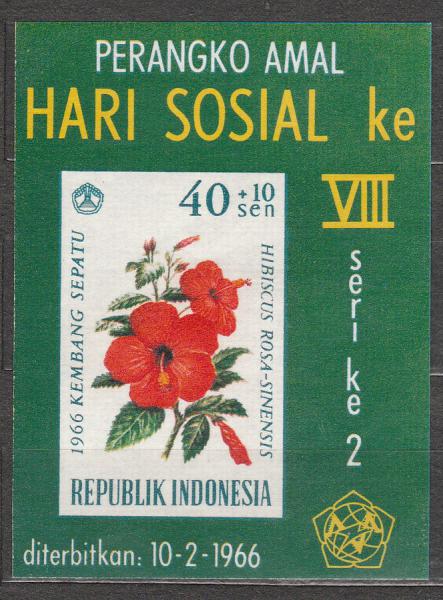 PERANGKO AMAL
HARI SOSIAL ke
VIII
seri ke 2
40 + 10 sen
1966 KEMBANG SEPATU
HIBISCUS ROSA-SINENSIS
REPUBLIK INDONESIA
diterbitkan: 10-2-1966